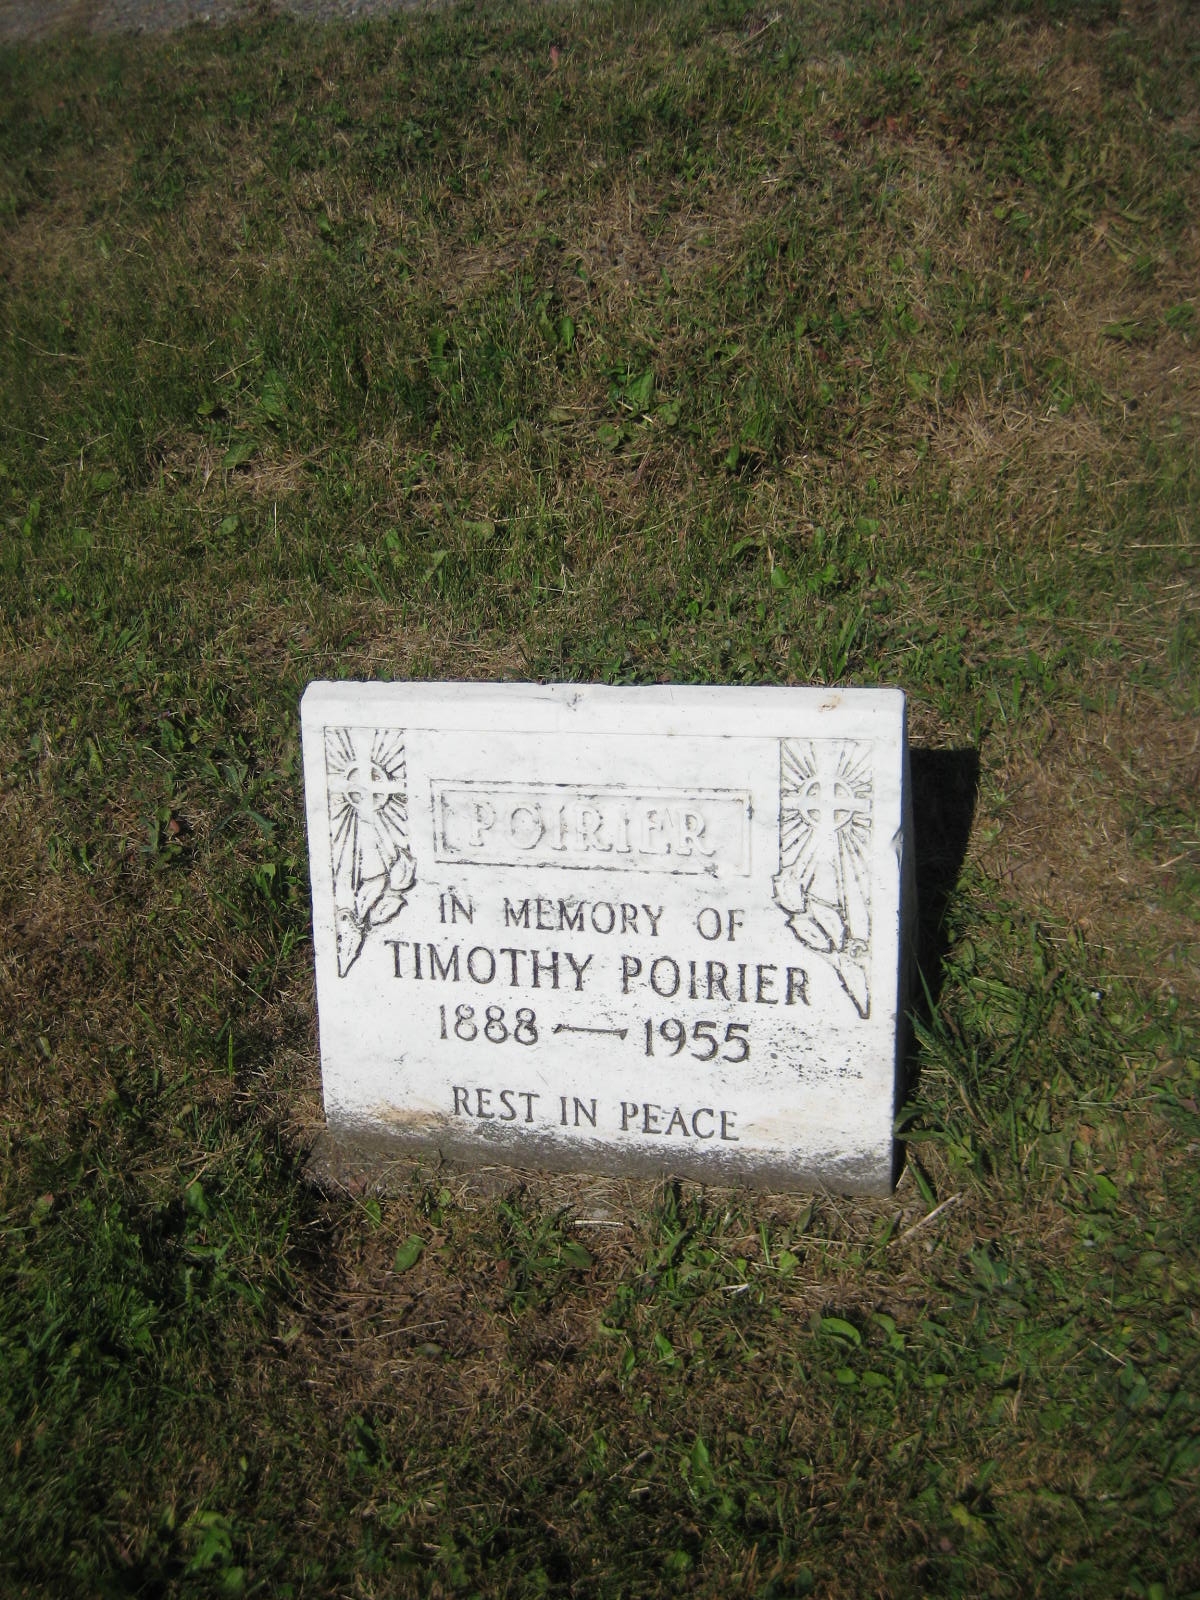 POIRIER
IN MEMORY OF
TIMOTHY POIRIER
1888 — 1955
REST IN PEACE